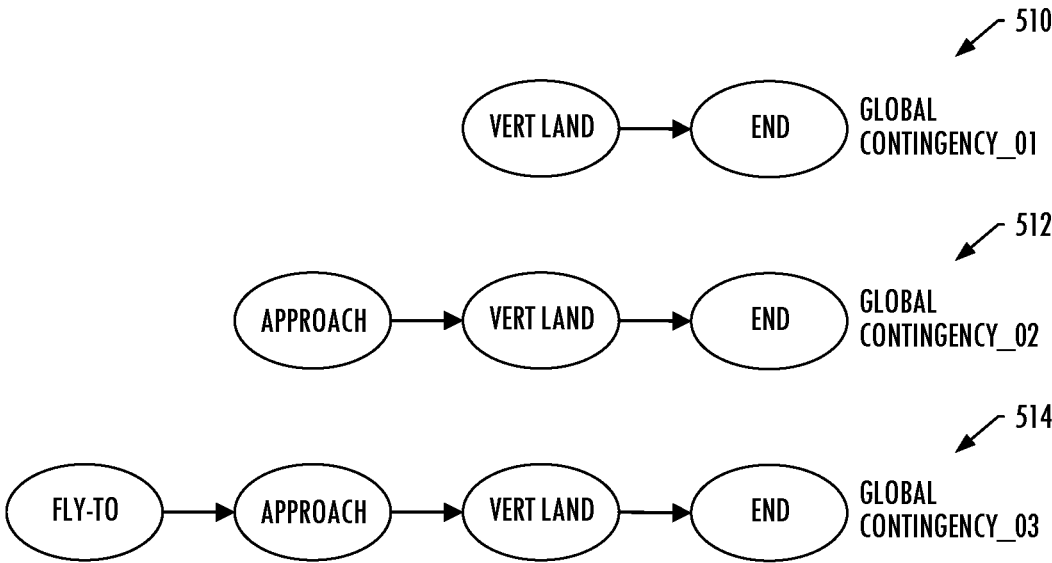 510
VERT LAND
END
GLOBAL
CONTINGENCY_01
512
APPROACH
VERT LAND
END
GLOBAL
CONTINGENCY_02
514
FLY-TO
APPROACH
VERT LAND
END
GLOBAL
CONTINGENCY_03